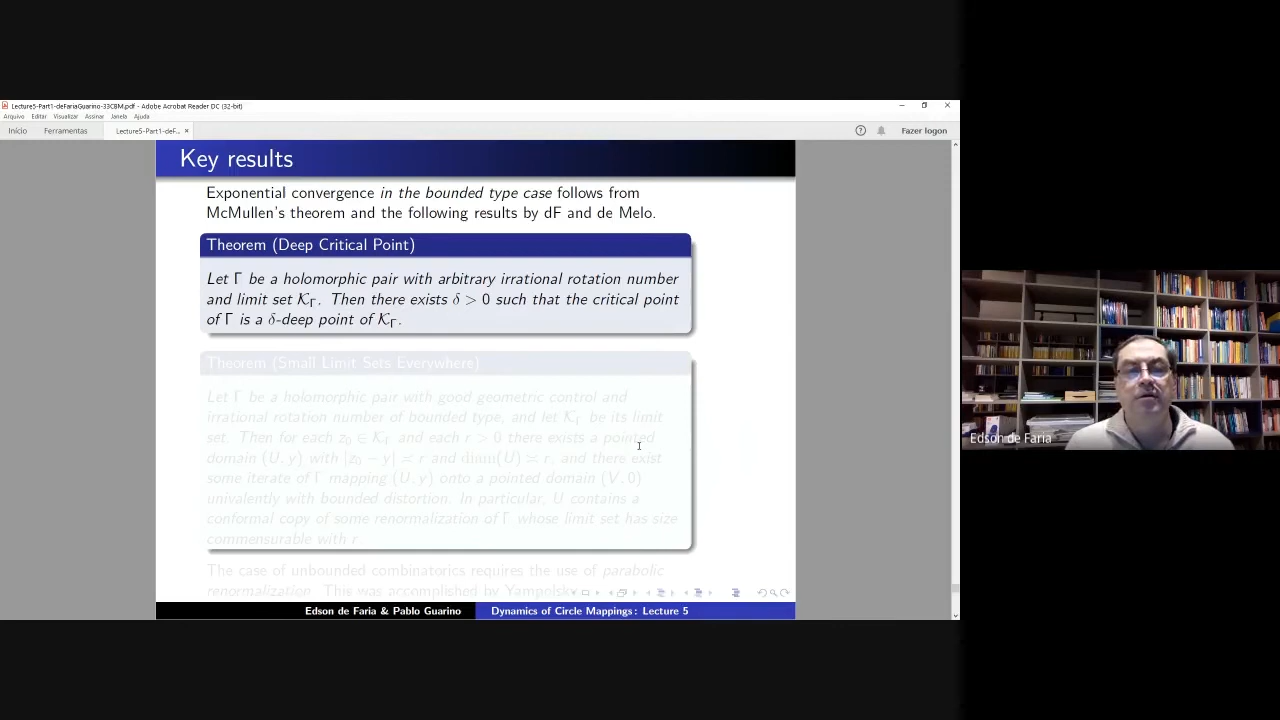 Lecture5-Part1-deFariaGuarino-33CBM.pdf - Adobe Acrobat Reader DC (32-bit)
Arquivo Editar Visualizar Assinar Janela Ajuda
Início Ferramentas Lecture5-Part1-deF... × Fazer logon
Key results
Exponential convergence in the bounded type case follows from
McMullen's theorem and the following results by dF and de Melo.
Theorem (Deep Critical Point)
Let Γ be a holomorphic pair with arbitrary irrational rotation number
and limit set K_Γ. Then there exists δ > 0 such that the critical point
of Γ is a δ-deep point of K_Γ.
Theorem (Small Limit Sets Everywhere)
Let Γ be a holomorphic pair with good geometric control and
irrational rotation number of bounded type, and let K_Γ be its limit
set. Then for each z₀ ∈ K_Γ and each r > 0 there exists a pointed
domain (U, y) with |z₀ − y| ≍ r and diam(U) ≍ r, and there exist
some iterate of Γ mapping (U, y) onto a pointed domain (V, 0)
univalently with bounded distortion. In particular, U contains a
conformal copy of some renormalization of Γ whose limit set has size
commensurable with r
The case of unbounded combinatorics requires the use of parabolic
renormalization. This was accomplished by Yampolsky
Edson de Faria & Pablo Guarino Dynamics of Circle Mappings: Lecture 5
Edson de Faria